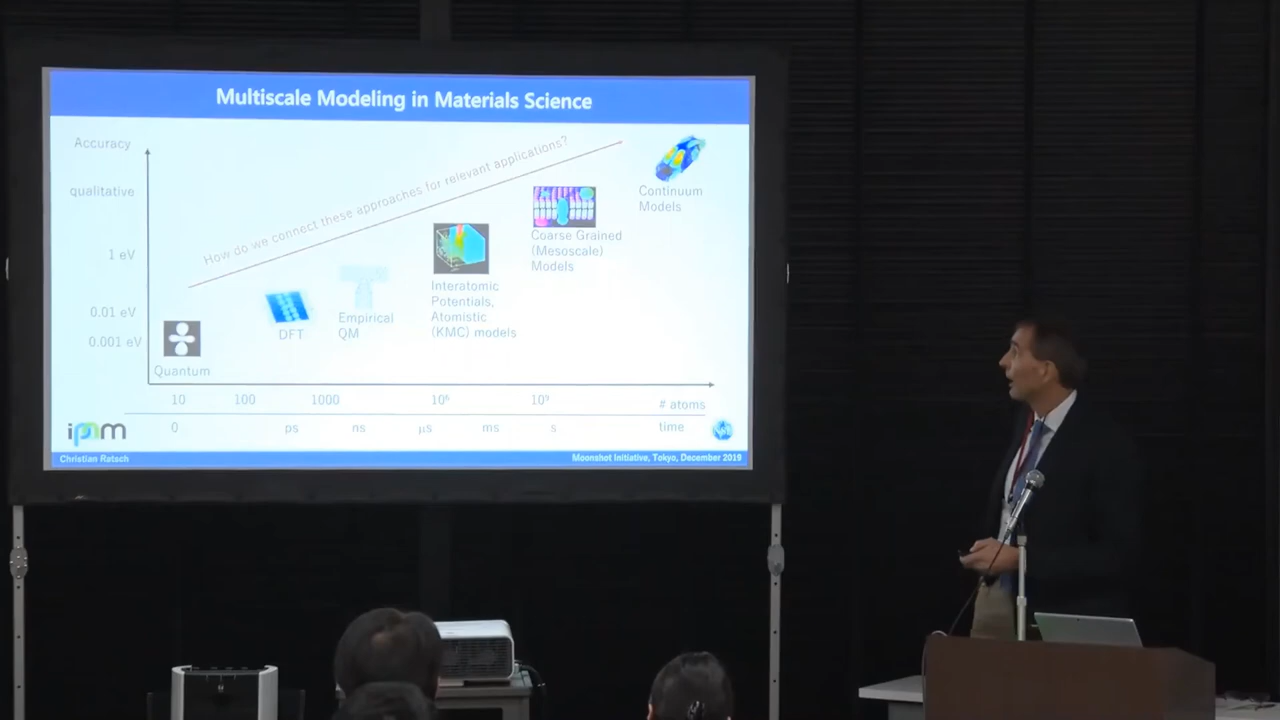 Multiscale Modeling in Materials Science
Accuracy
qualitative
1 eV
0.01 eV
0.001 eV
How do we connect these approaches for relevant applications?
Quantum
DFT
Empirical
QM
Interatomic
Potentials,
Atomistic
(KMC) models
Coarse Grained
(Mesoscale)
Models
Continuum
Models
10 100 1000 10⁶ 10⁹ # atoms
0 ps ns μs ms s time
ipam
Christian Ratsch
Moonshot Initiative, Tokyo, December 2019